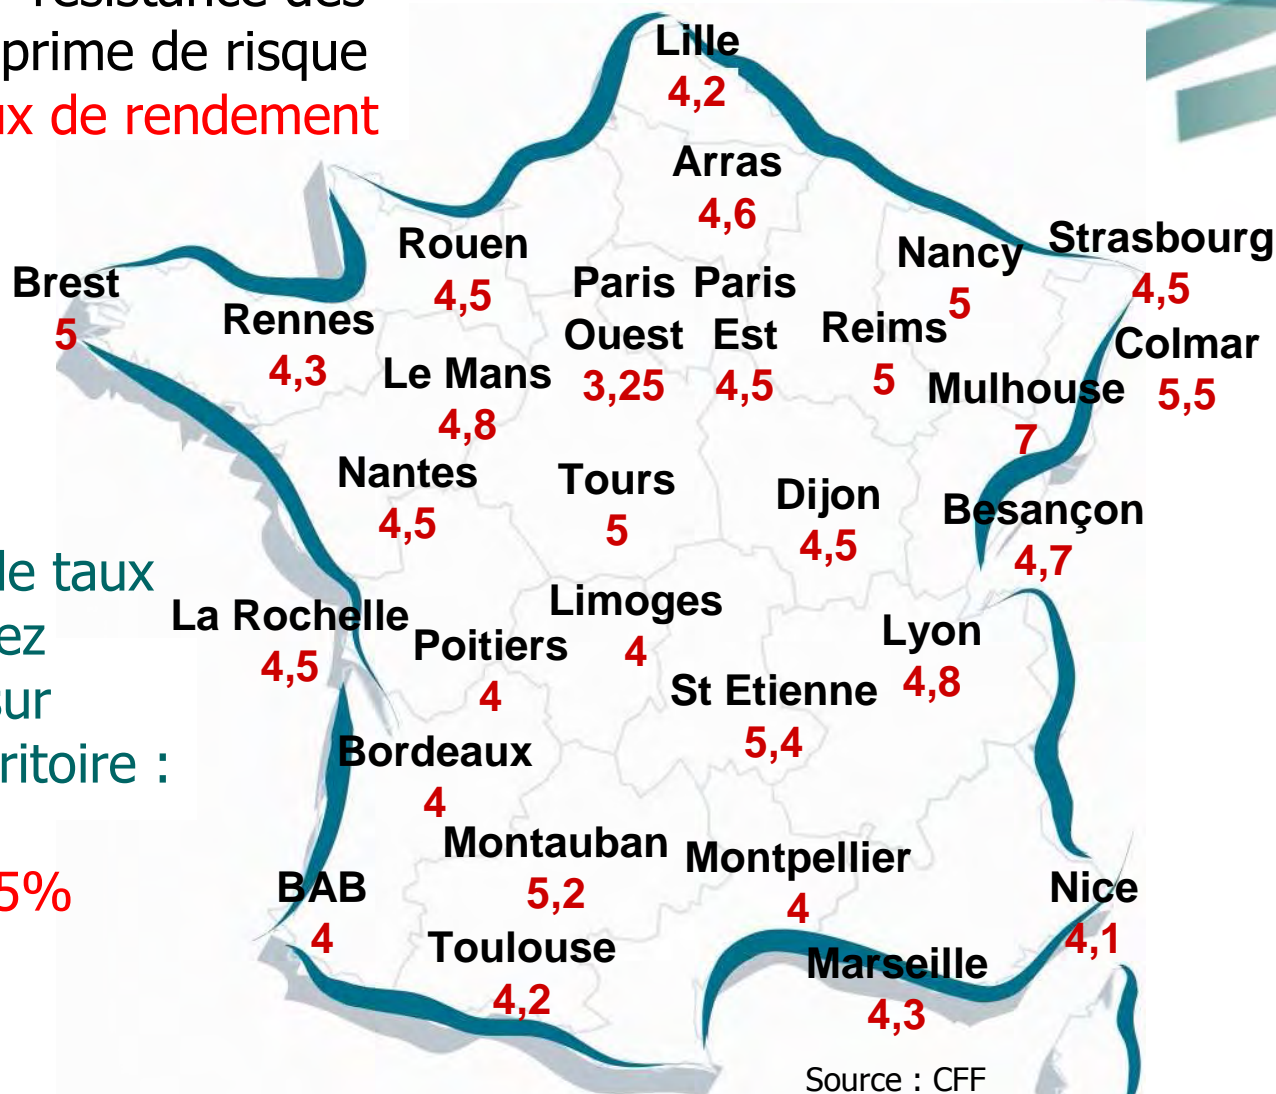 résistance des
prime de risque
ux de rendement
Lille
4,2
Arras
4,6
Rouen
4,5
Nancy
5
Strasbourg
4,5
Brest
5
Rennes
4,3
Paris Paris
Ouest Est
3,25 4,5
Reims
5
Colmar
5,5
Le Mans
4,8
Mulhouse
7
Nantes
4,5
Tours
5
Dijon
4,5
Besançon
4,7
de taux
ez
sur
ritoire :
5%
La Rochelle
4,5
Poitiers
4
Limoges
4
Lyon
4,8
St Etienne
5,4
Bordeaux
4
Montauban
5,2
Montpellier
4
BAB
4
Nice
4,1
Toulouse
4,2
Marseille
4,3
Source : CFF